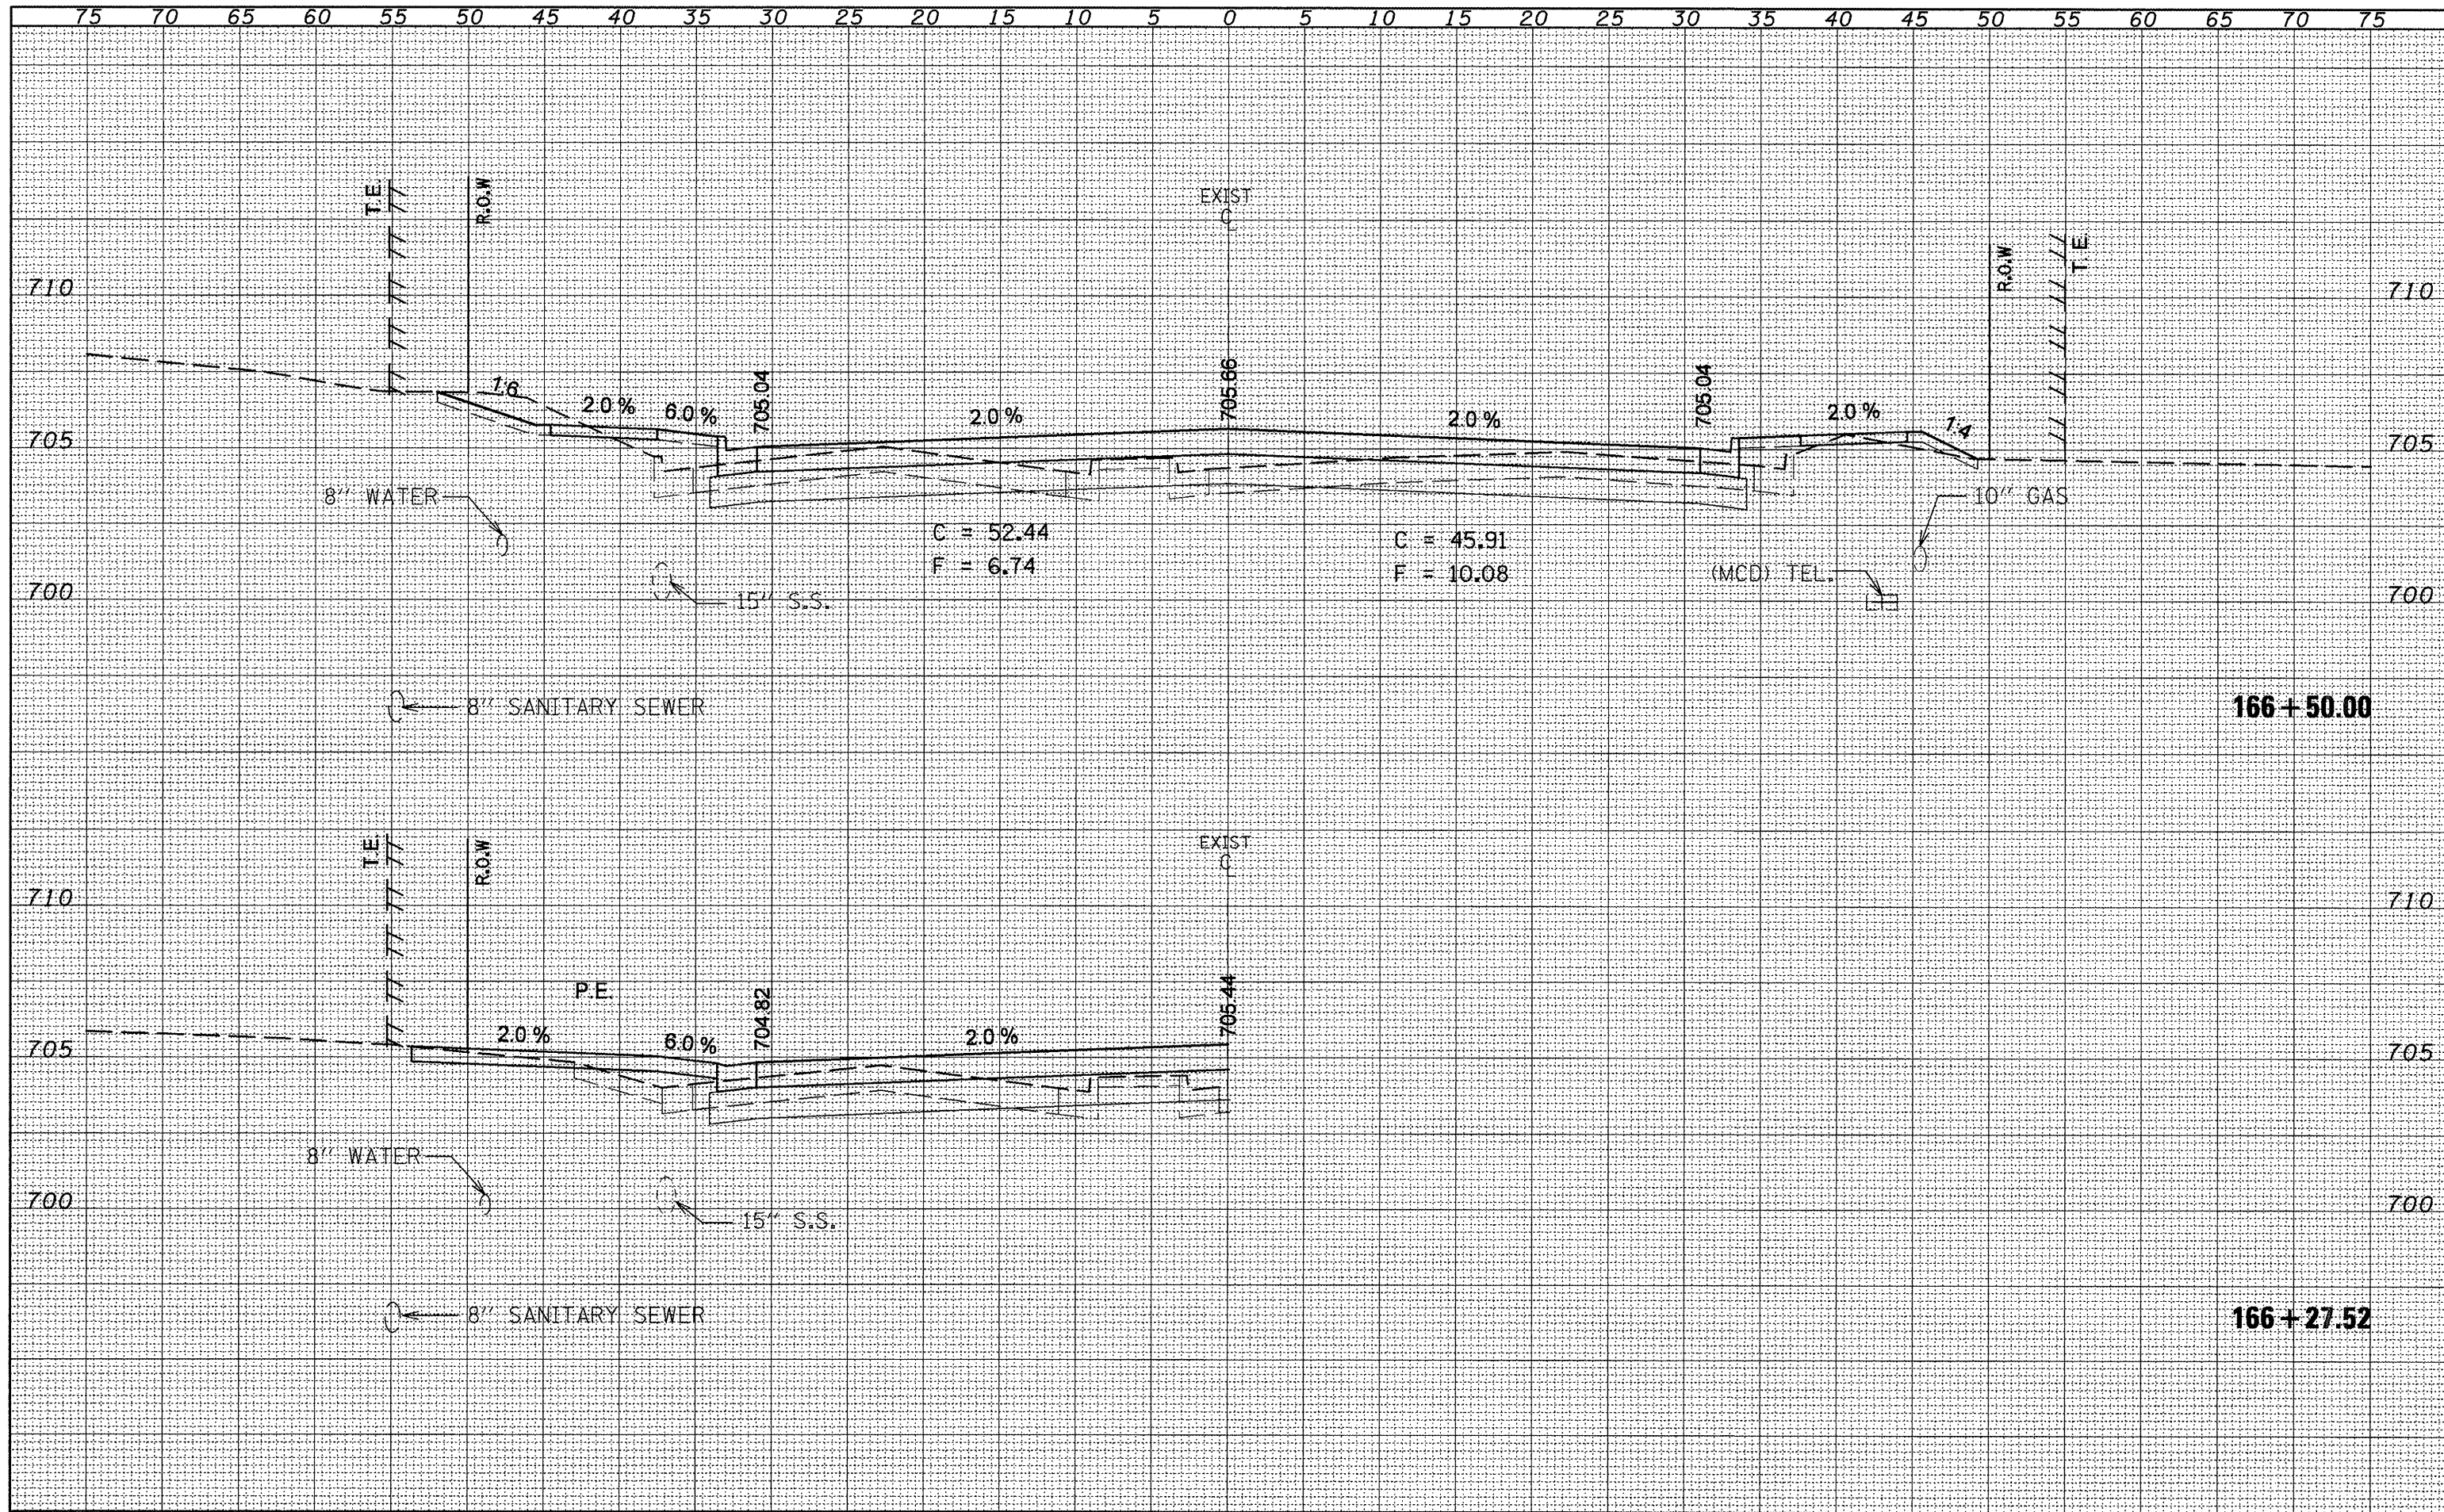 75 70 65 60 55 50 45 40 35 30 25 20 15 10 5 0 5 10 15 20 25 30 35 40 45 50 55 60 65 70 75
T.E.
R.O.W
EXIST
C
L
R.O.W
T.E.
710
710
1:6
2.0 %
6.0 %
705.04
2.0 %
705.66
2.0 %
705.04
2.0 %
1:4
705
705
8" WATER
10" GAS
C = 52.44
F = 6.74
C = 45.91
F = 10.08
(MCD) TEL.
700
15" S.S.
700
8" SANITARY SEWER
166 + 50.00
T.E.
R.O.W
EXIST
C
L
710
710
P.E.
2.0 %
6.0 %
704.82
2.0 %
705.44
705
705
8" WATER
700
15" S.S.
700
8" SANITARY SEWER
166 + 27.52